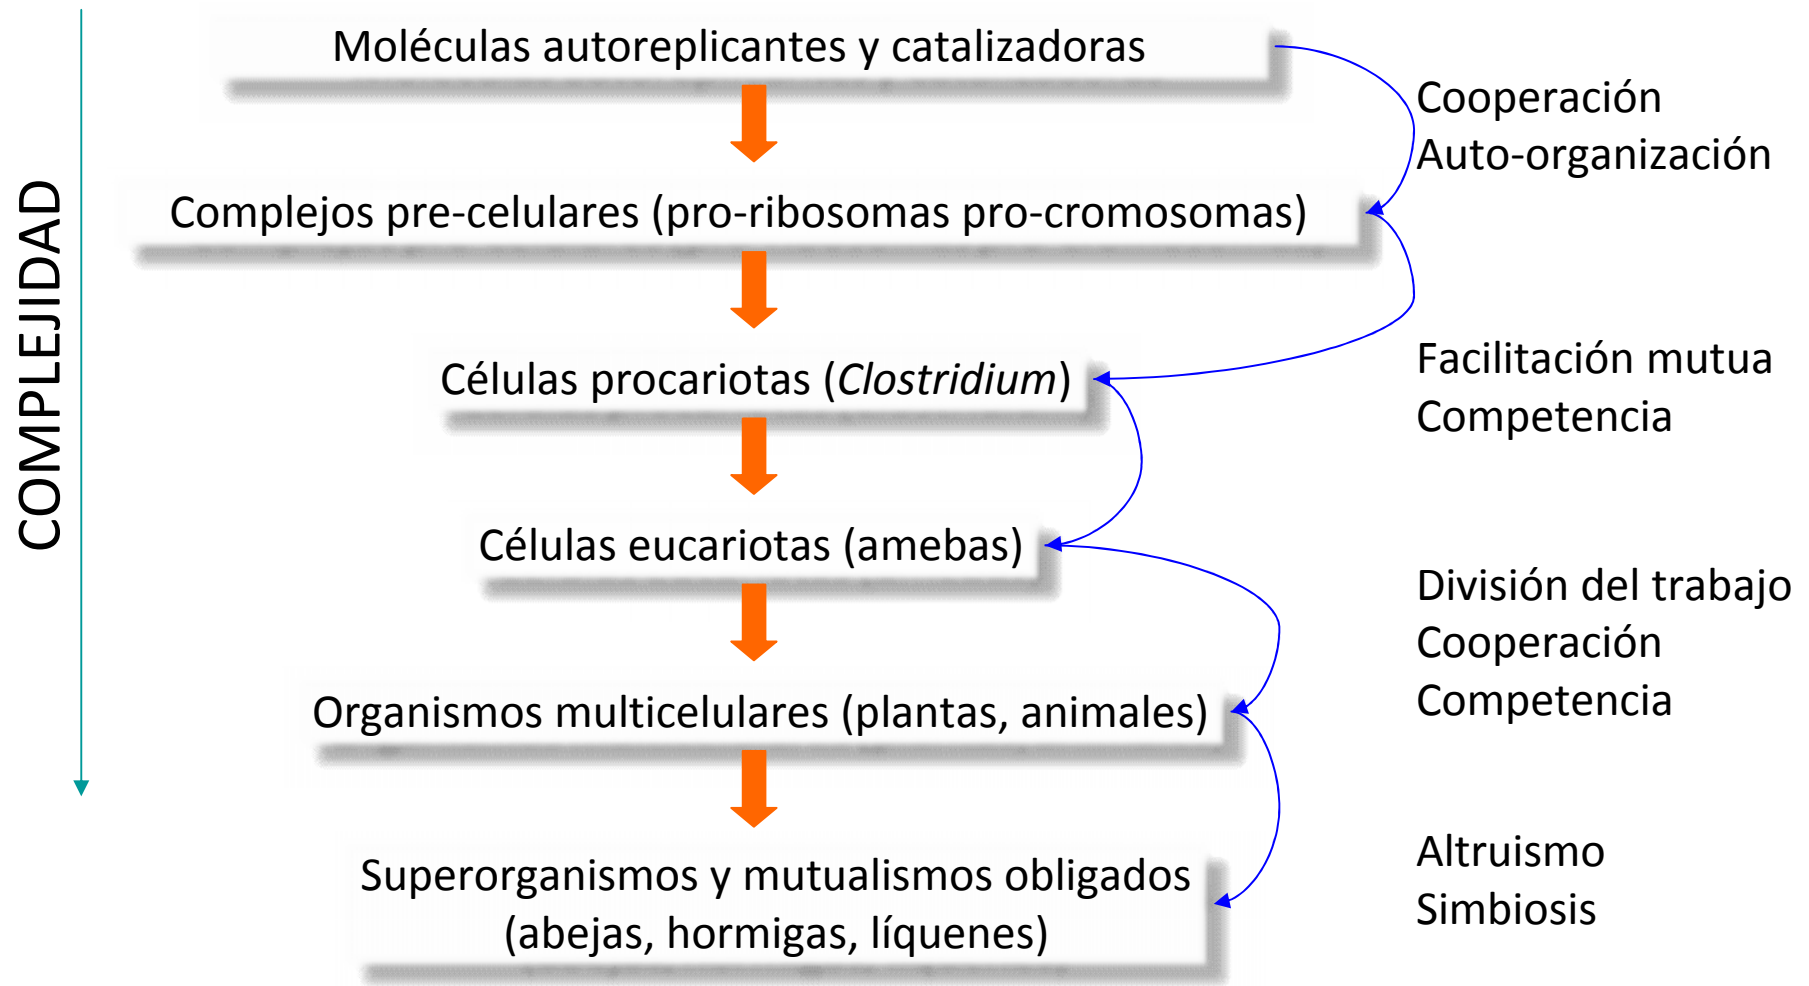 COMPLEJIDAD
Moléculas autoreplicantes y catalizadoras
Cooperación
Auto-organización
Complejos pre-celulares (pro-ribosomas pro-cromosomas)
Células procariotas (Clostridium)
Facilitación mutua
Competencia
Células eucariotas (amebas)
División del trabajo
Cooperación
Competencia
Organismos multicelulares (plantas, animales)
Superorganismos y mutualismos obligados
(abejas, hormigas, líquenes)
Altruismo
Simbiosis